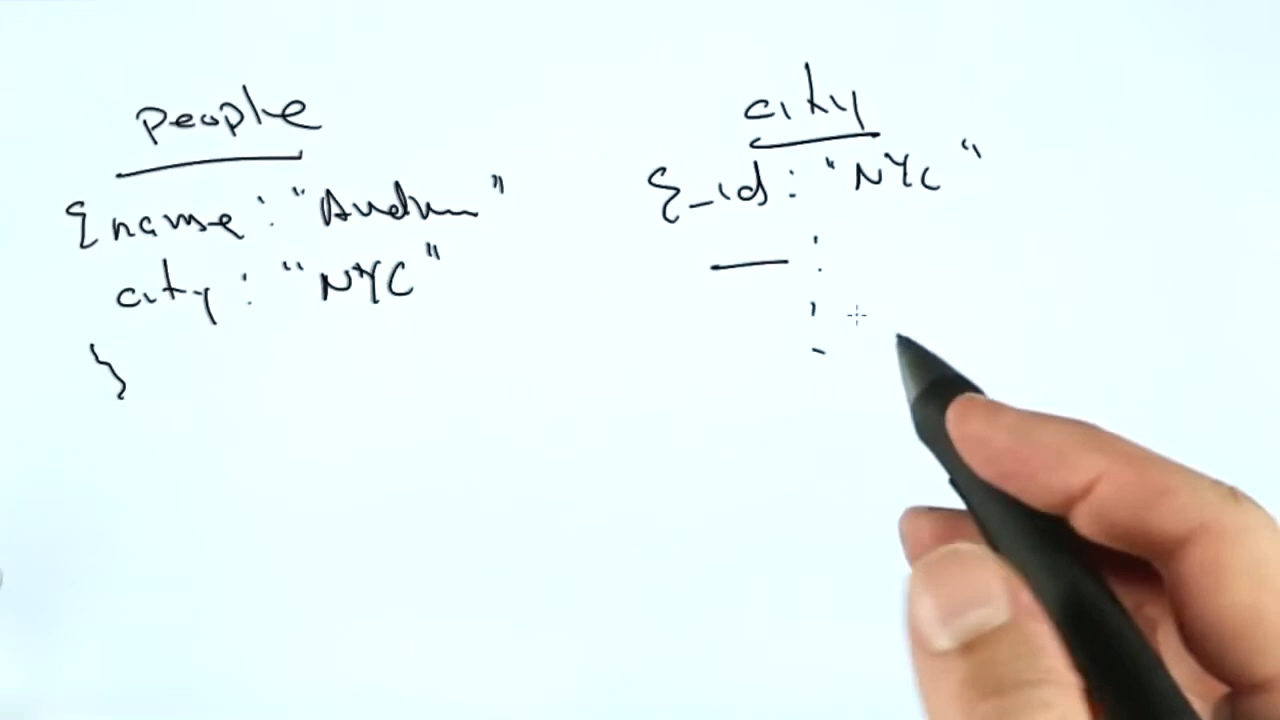 people
{ name : "Andrew"
city : "NYC"
}
city
{ _id : "NYC"
— :
: